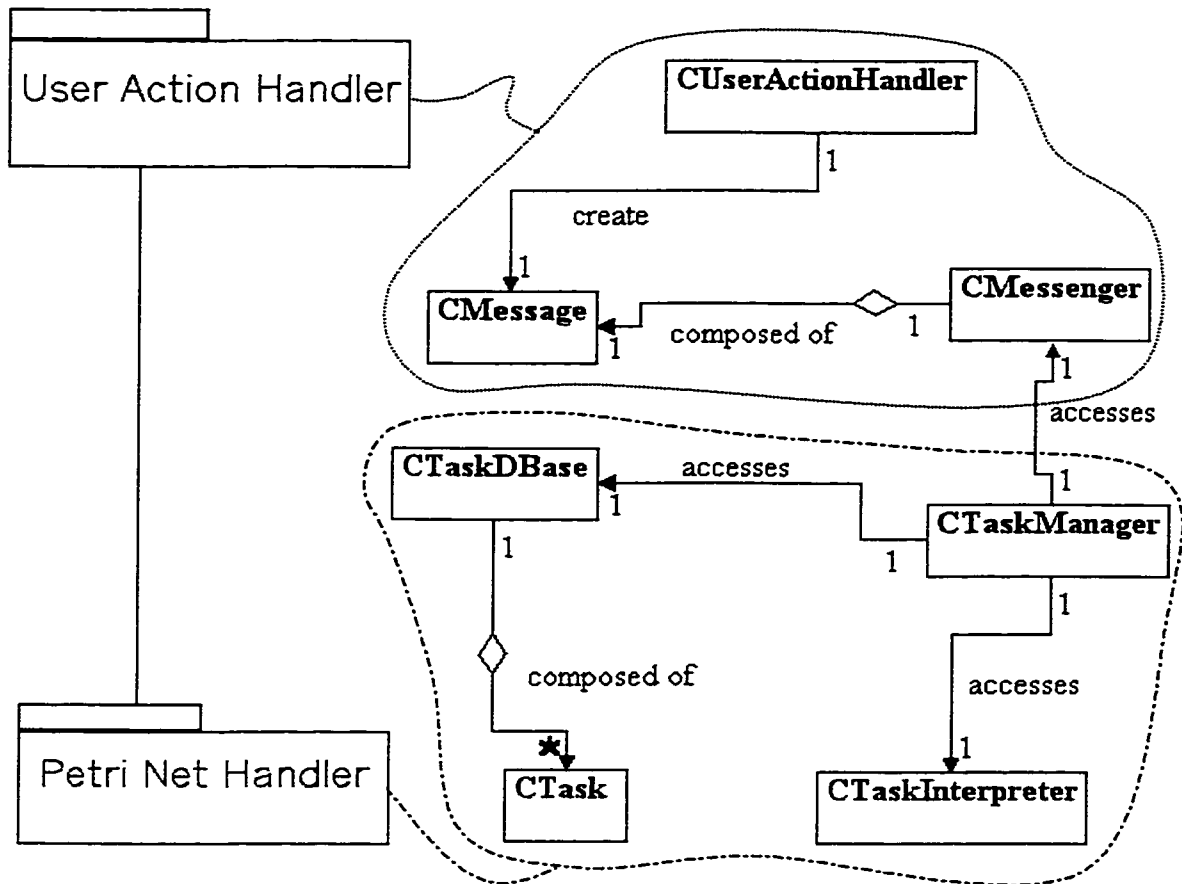 User Action Handler
CUserActionHandler
1
create
1
CMessage
1
composed of
1
CMessenger
1
accesses
1
CTaskDBase
accesses
1
1
CTaskManager
1
1
composed of
accesses
*
1
Petri Net Handler
CTask
CTaskInterpreter